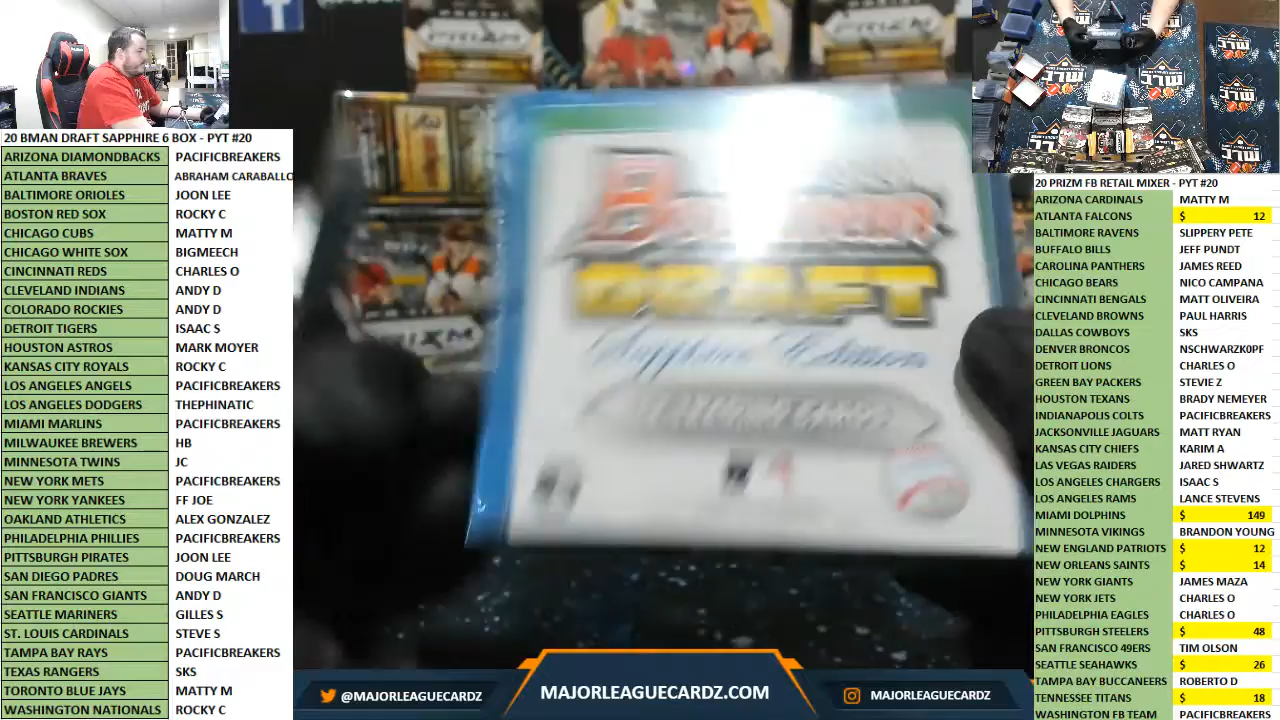 20 BMAN DRAFT SAPPHIRE 6 BOX - PYT #20
ARIZONA DIAMONDBACKS PACIFICBREAKERS
ATLANTA BRAVES ABRAHAM CARABALLO
BALTIMORE ORIOLES JOON LEE
BOSTON RED SOX ROCKY C
CHICAGO CUBS MATTY M
CHICAGO WHITE SOX BIGMEECH
CINCINNATI REDS CHARLES O
CLEVELAND INDIANS ANDY D
COLORADO ROCKIES ANDY D
DETROIT TIGERS ISAAC S
HOUSTON ASTROS MARK MOYER
KANSAS CITY ROYALS ROCKY C
LOS ANGELES ANGELS PACIFICBREAKERS
LOS ANGELES DODGERS THEPHINATIC
MIAMI MARLINS PACIFICBREAKERS
MILWAUKEE BREWERS HB
MINNESOTA TWINS JC
NEW YORK METS PACIFICBREAKERS
NEW YORK YANKEES FF JOE
OAKLAND ATHLETICS ALEX GONZALEZ
PHILADELPHIA PHILLIES PACIFICBREAKERS
PITTSBURGH PIRATES JOON LEE
SAN DIEGO PADRES DOUG MARCH
SAN FRANCISCO GIANTS ANDY D
SEATTLE MARINERS GILLES S
ST. LOUIS CARDINALS STEVE S
TAMPA BAY RAYS PACIFICBREAKERS
TEXAS RANGERS SKS
TORONTO BLUE JAYS MATTY M
WASHINGTON NATIONALS ROCKY C
PRIZM
Bowman
DRAFT
Sapphire Edition
PRIZM
@MAJORLEAGUECARDZ
MAJORLEAGUECARDZ.COM
MAJORLEAGUECARDZ
20 PRIZM FB RETAIL MIXER - PYT #20
ARIZONA CARDINALS MATTY M
ATLANTA FALCONS $ 12
BALTIMORE RAVENS SLIPPERY PETE
BUFFALO BILLS JEFF PUNDT
CAROLINA PANTHERS JAMES REED
CHICAGO BEARS NICO CAMPANA
CINCINNATI BENGALS MATT OLIVEIRA
CLEVELAND BROWNS PAUL HARRIS
DALLAS COWBOYS SKS
DENVER BRONCOS NSCHWARZK0PF
DETROIT LIONS CHARLES O
GREEN BAY PACKERS STEVIE Z
HOUSTON TEXANS BRADY NEMEYER
INDIANAPOLIS COLTS PACIFICBREAKERS
JACKSONVILLE JAGUARS MATT RYAN
KANSAS CITY CHIEFS KARIM A
LAS VEGAS RAIDERS JARED SHWARTZ
LOS ANGELES CHARGERS ISAAC S
LOS ANGELES RAMS LANCE STEVENS
MIAMI DOLPHINS $ 149
MINNESOTA VIKINGS BRANDON YOUNG
NEW ENGLAND PATRIOTS $ 12
NEW ORLEANS SAINTS $ 14
NEW YORK GIANTS JAMES MAZA
NEW YORK JETS CHARLES O
PHILADELPHIA EAGLES CHARLES O
PITTSBURGH STEELERS $ 48
SAN FRANCISCO 49ERS TIM OLSON
SEATTLE SEAHAWKS $ 26
TAMPA BAY BUCCANEERS ROBERTO D
TENNESSEE TITANS $ 18
WASHINGTON FB TEAM PACIFICBREAKERS